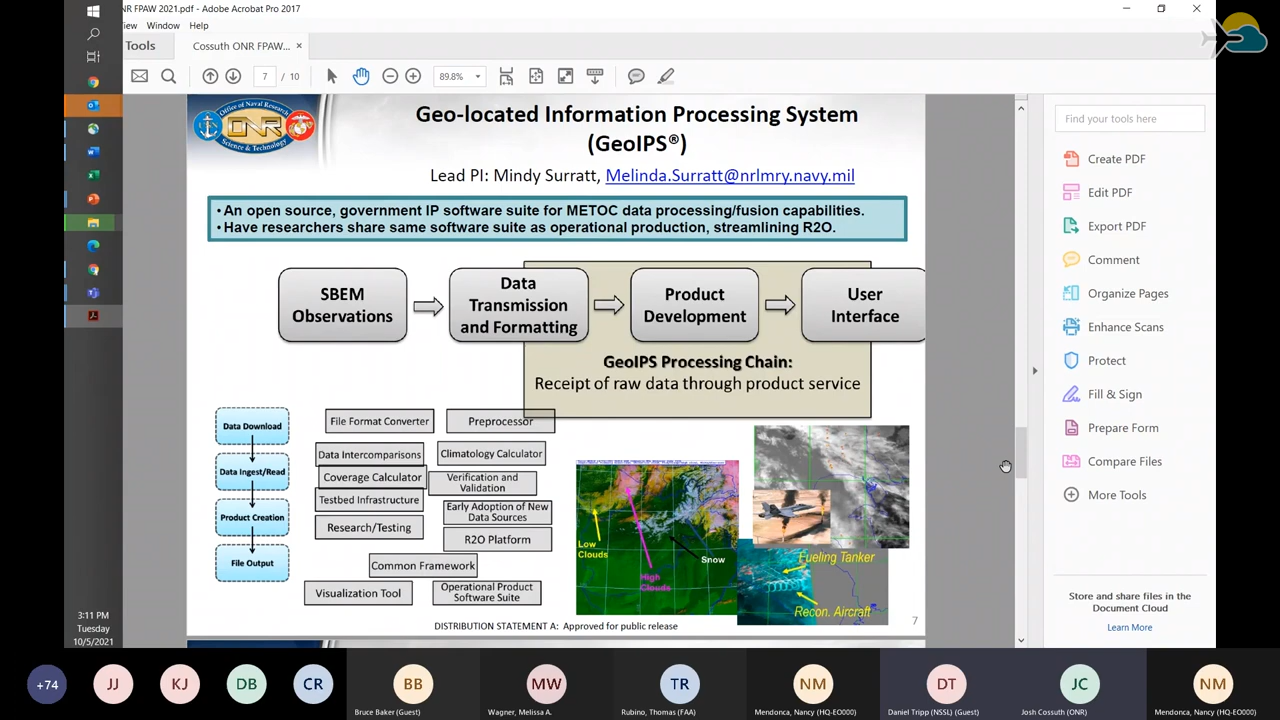 NR FPAW 2021.pdf - Adobe Acrobat Pro 2017
View Window Help
Tools
Cossuth ONR FPAW... ×
7 / 10
89.8%
Office of Naval Research
ONR
Science & Technology
Geo-located Information Processing System
(GeoIPS®)
Lead PI: Mindy Surratt, Melinda.Surratt@nrlmry.navy.mil
• An open source, government IP software suite for METOC data processing/fusion capabilities.
• Have researchers share same software suite as operational production, streamlining R2O.
SBEM
Observations
Data
Transmission
and Formatting
Product
Development
User
Interface
GeoIPS Processing Chain:
Receipt of raw data through product service
Data Download
Data Ingest/Read
Product Creation
File Output
File Format Converter
Preprocessor
Data Intercomparisons
Climatology Calculator
Coverage Calculator
Verification and
Validation
Testbed Infrastructure
Early Adoption of New
Data Sources
Research/Testing
R2O Platform
Common Framework
Visualization Tool
Operational Product
Software Suite
Low
Clouds
High
Clouds
Snow
Fueling Tanker
Recon. Aircraft
DISTRIBUTION STATEMENT A: Approved for public release
7
Find your tools here
Create PDF
Edit PDF
Export PDF
Comment
Organize Pages
Enhance Scans
Protect
Fill & Sign
Prepare Form
Compare Files
More Tools
Store and share files in the
Document Cloud
Learn More
3:11 PM
Tuesday
10/5/2021
+74
JJ
KJ
DB
CR
BB
Bruce Baker (Guest)
MW
Wagner, Melissa A.
TR
Rubino, Thomas (FAA)
NM
Mendonca, Nancy (HQ-EO000)
DT
Daniel Tripp (NSSL) (Guest)
JC
Josh Cossuth (ONR)
NM
Mendonca, Nancy (HQ-EO000)